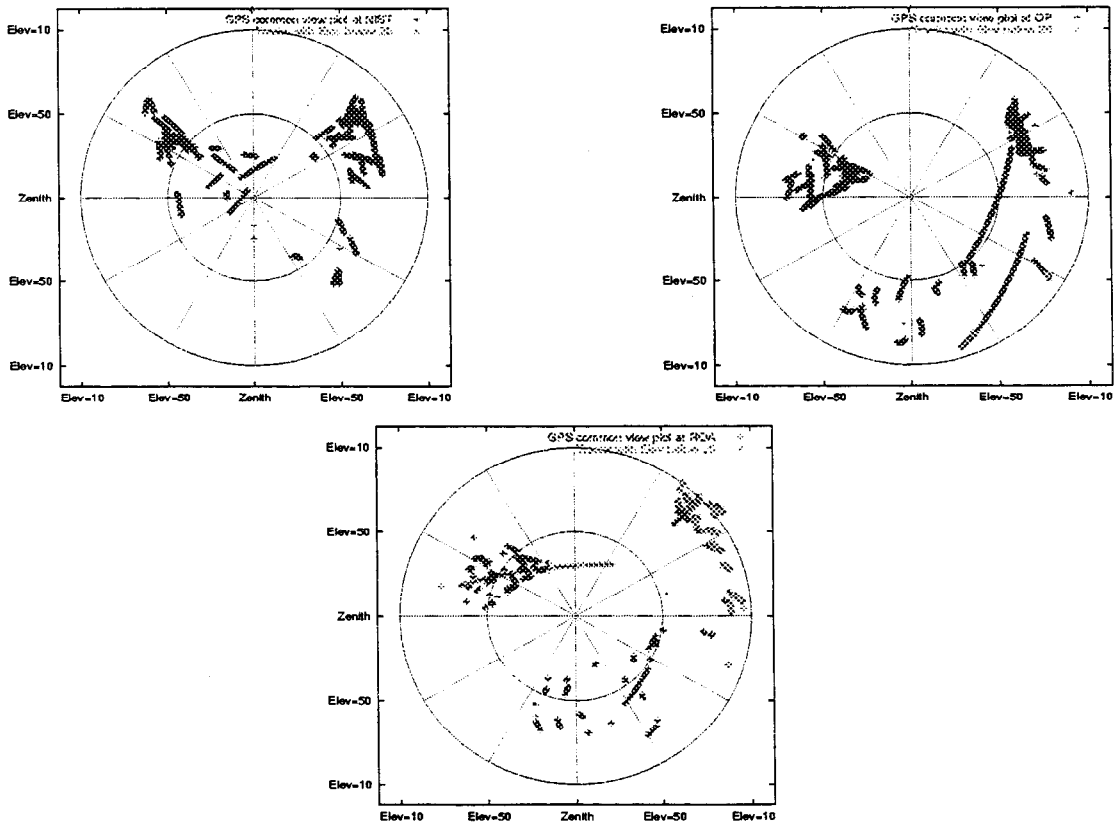 GPS common view plot at NIST
Elev=10
Elev=50
Zenith
Elev=50
Elev=10
Elev=10 Elev=50 Zenith Elev=50 Elev=10
GPS common view plot at OP
Elev=10
Elev=50
Zenith
Elev=50
Elev=10
Elev=10 Elev=50 Zenith Elev=50 Elev=10
GPS common view plot at ROA
Elev=10
Elev=50
Zenith
Elev=50
Elev=10
Elev=10 Elev=50 Zenith Elev=50 Elev=10